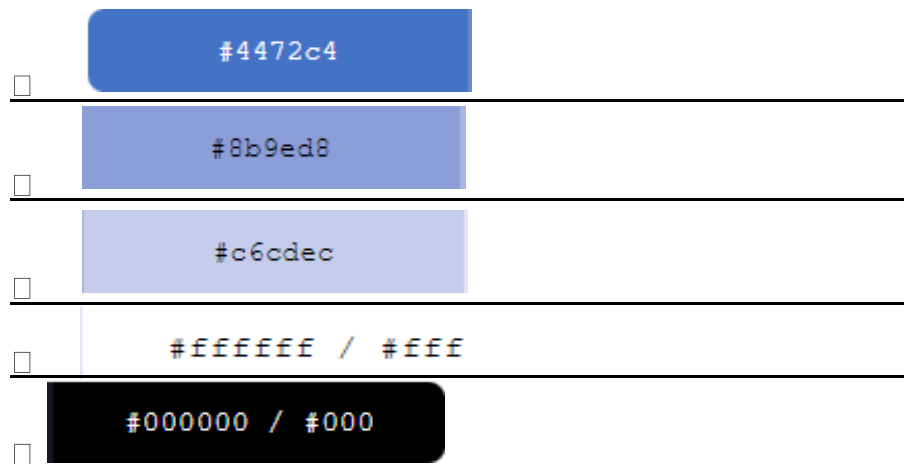 #4472c4
#8b9ed8
#c6cdec
#ffffff / #fff
#000000 / #000